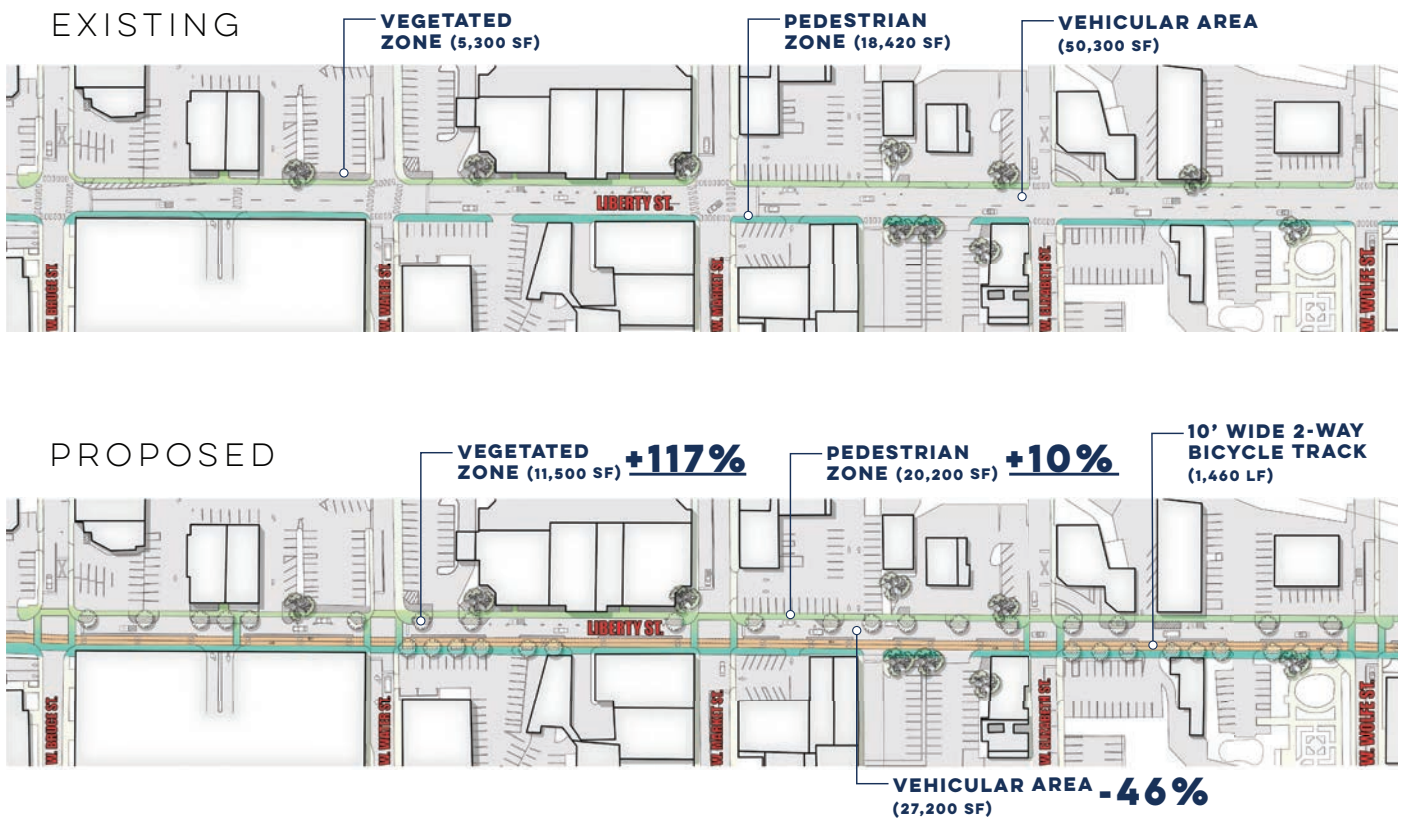 EXISTING
VEGETATED
ZONE (5,300 SF)
PEDESTRIAN
ZONE (18,420 SF)
VEHICULAR AREA
(50,300 SF)
LIBERTY ST.
W. BRUCE ST.
W. WATER ST.
W. MARKET ST.
W. ELIZABETH ST.
W. WOLFE ST.
PROPOSED
VEGETATED
ZONE (11,500 SF) +117%
PEDESTRIAN
ZONE (20,200 SF) +10%
10' WIDE 2-WAY
BICYCLE TRACK
(1,460 LF)
LIBERTY ST.
W. BRUCE ST.
W. WATER ST.
W. MARKET ST.
W. ELIZABETH ST.
W. WOLFE ST.
VEHICULAR AREA -46%
(27,200 SF)